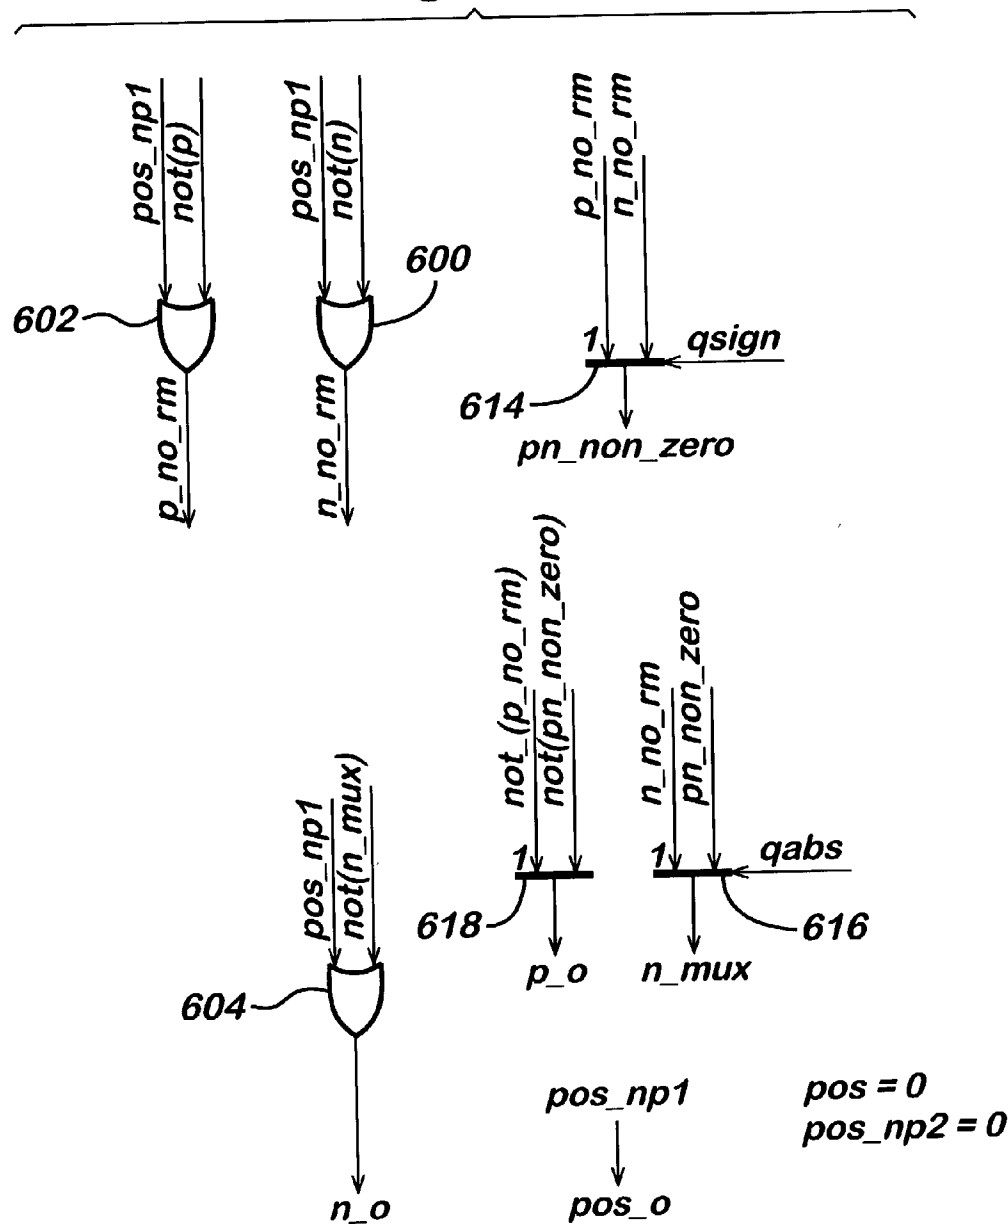 pos_np1
not(p)
pos_np1
not(n)
p_no_rm
n_no_rm
602
600
1
qsign
614
pn_non_zero
p_no_rm
n_no_rm
not_(p_no_rm)
not(pn_non_zero)
n_no_rm
pn_non_zero
pos_np1
not(n_mux)
1
1
qabs
618
616
p_o
n_mux
604
pos_np1
pos = 0
pos_np2 = 0
n_o
pos_o